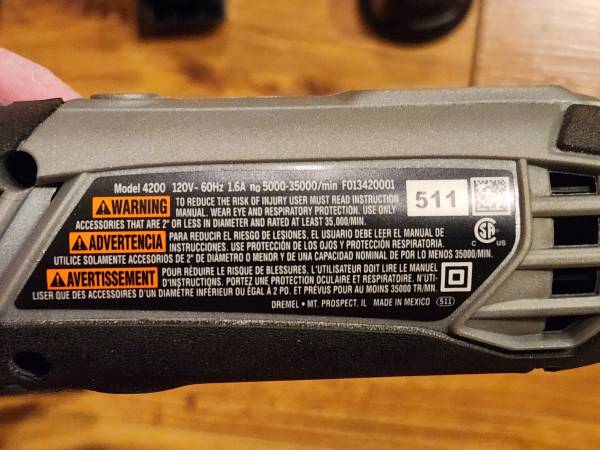 Model 4200 120V~ 60Hz 1.6A n₀ 5000-35000/min F013420001
511
WARNING TO REDUCE THE RISK OF INJURY USER MUST READ INSTRUCTION
MANUAL. WEAR EYE AND RESPIRATORY PROTECTION. USE ONLY
ACCESSORIES THAT ARE 2" OR LESS IN DIAMETER AND RATED AT LEAST 35,000/MIN.
ADVERTENCIA PARA REDUCIR EL RIESGO DE LESIONES, EL USUARIO DEBE LEER EL MANUAL DE
INSTRUCCIONES. USE PROTECCIÓN DE LOS OJOS Y PROTECCIÓN RESPIRATORIA.
UTILICE SOLAMENTE ACCESORIOS DE 2" DE DIÁMETRO O MENOR Y DE UNA CAPACIDAD NOMINAL DE POR LO MENOS 35000/MIN.
C SA US
AVERTISSEMENT POUR RÉDUIRE LE RISQUE DE BLESSURES, L'UTILISATEUR DOIT LIRE LE MANUEL
D'INSTRUCTIONS. PORTEZ UNE PROTECTION OCULAIRE ET RESPIRATOIRE. N'UTI-
LISER QUE DES ACCESSOIRES D'UN DIAMÈTRE INFÉRIEUR OU ÉGAL À 2 PO. ET PRÉVUS POUR AU MOINS 35000 TR/MN.
DREMEL • MT. PROSPECT, IL MADE IN MEXICO 511